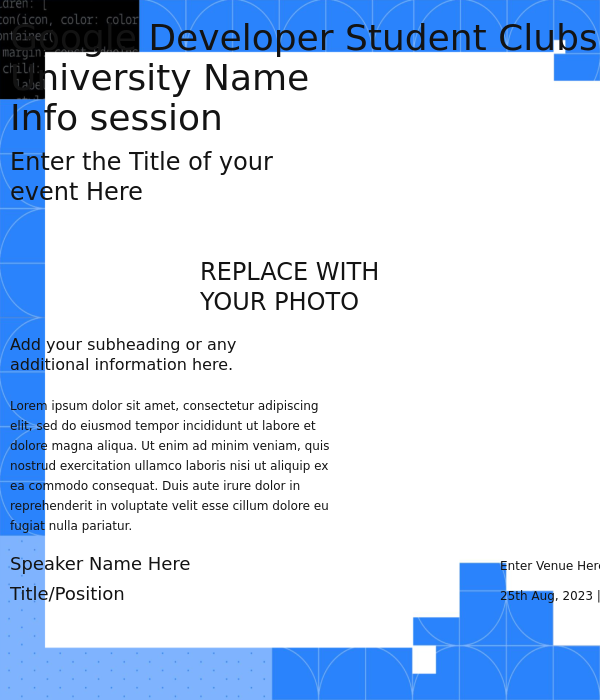 ldren: [
on(icon, color: color
ontainer(
margin: const EdgeIns
child:
label
Google Developer Student Clubs
University Name
Info session
Enter the Title of your
event Here
REPLACE WITH
YOUR PHOTO
Add your subheading or any
additional information here.
Lorem ipsum dolor sit amet, consectetur adipiscing
elit, sed do eiusmod tempor incididunt ut labore et
dolore magna aliqua. Ut enim ad minim veniam, quis
nostrud exercitation ullamco laboris nisi ut aliquip ex
ea commodo consequat. Duis aute irure dolor in
reprehenderit in voluptate velit esse cillum dolore eu
fugiat nulla pariatur.
Speaker Name Here
Title/Position
Enter Venue Here
25th Aug, 2023 |